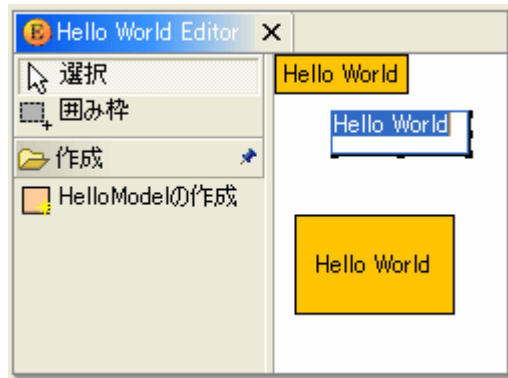 Hello World Editor
選択
囲み枠
作成
HelloModelの作成
Hello World
Hello World
Hello World